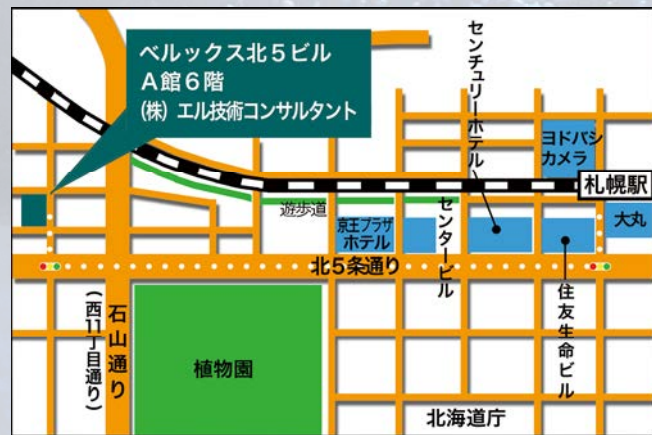 ベルックス北5ビル
A館6階
(株) エル技術コンサルタント
センチュリーホテル
ヨドバシ
カメラ
札幌駅
大丸
遊歩道
京王プラザ
ホテル
センタービル
北5条通り
住友生命ビル
石山通り
(西11丁目通り)
植物園
北海道庁